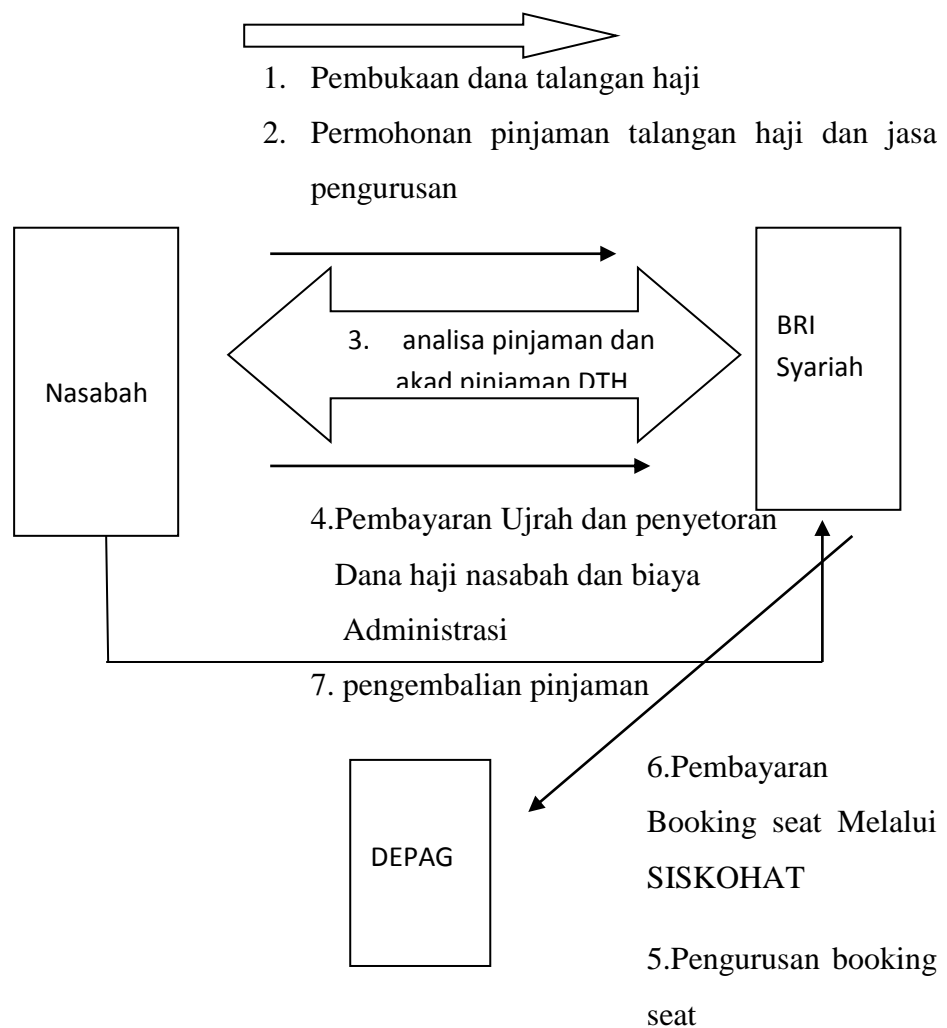 1. Pembukaan dana talangan haji
2. Permohonan pinjaman talangan haji dan jasa
pengurusan
Nasabah
3. analisa pinjaman dan
akad pinjaman DTH
BRI
Syariah
4.Pembayaran Ujrah dan penyetoran
Dana haji nasabah dan biaya
Administrasi
7. pengembalian pinjaman
DEPAG
6.Pembayaran
Booking seat Melalui
SISKOHAT
5.Pengurusan booking
seat